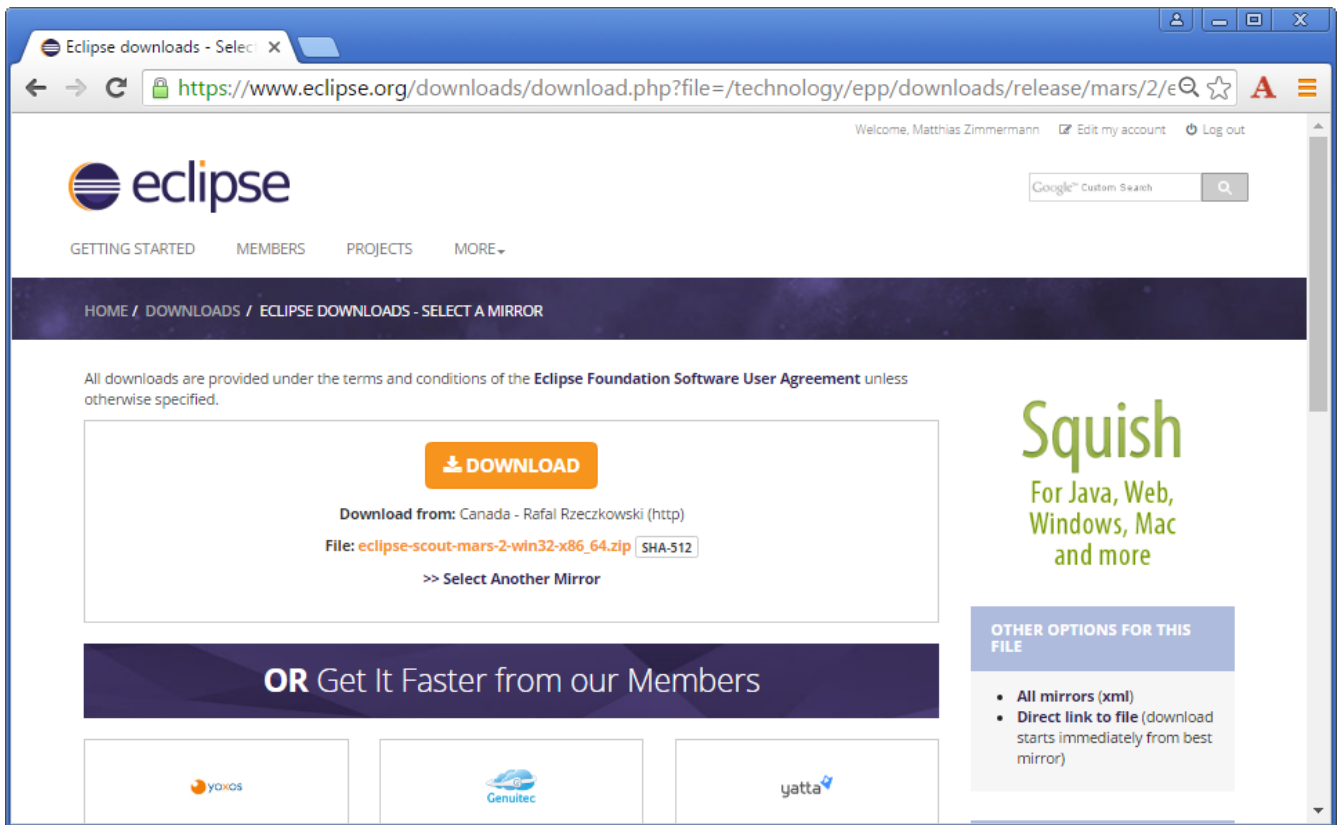 Eclipse downloads - Selec
https://www.eclipse.org/downloads/download.php?file=/technology/epp/downloads/release/mars/2/e
A
Welcome, Matthias Zimmermann Edit my account Log out
eclipse
Google™ Custom Search
GETTING STARTED MEMBERS PROJECTS MORE
HOME / DOWNLOADS / ECLIPSE DOWNLOADS - SELECT A MIRROR
All downloads are provided under the terms and conditions of the Eclipse Foundation Software User Agreement unless
otherwise specified.
DOWNLOAD
Download from: Canada - Rafal Rzeczkowski (http)
File: eclipse-scout-mars-2-win32-x86_64.zip SHA-512
>> Select Another Mirror
OR Get It Faster from our Members
yoxos
Genuitec
yatta
Squish
For Java, Web,
Windows, Mac
and more
OTHER OPTIONS FOR THIS
FILE
• All mirrors (xml)
• Direct link to file (download
starts immediately from best
mirror)